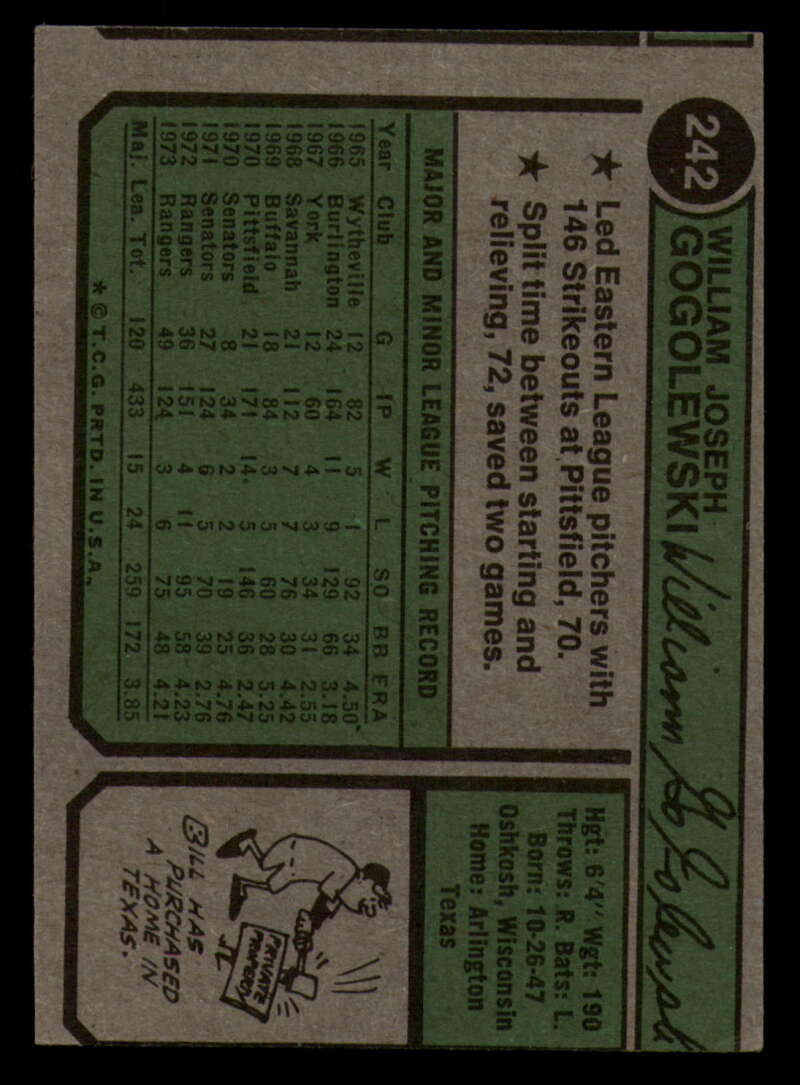 242
WILLIAM JOSEPH
GOGOLEWSKI
William Gogolewski
★ Led Eastern League pitchers with
146 Strikeouts at Pittsfield, 70.
★ Split time between starting and
relieving, 72, saved two games.
MAJOR AND MINOR LEAGUE PITCHING RECORD
Year Club G IP W L SO BB ERA
1965 Wytheville 12 82 5 1 92 34 4.50
1966 Burlington 24 164 11 9 129 66 3.18
1967 York 12 60 4 3 34 31 2.55
1968 Savannah 21 112 7 7 76 30 4.42
1969 Buffalo 18 84 3 5 60 28 5.25
1970 Pittsfield 21 171 14 5 146 36 2.47
1970 Senators 8 34 2 2 19 25 4.76
1971 Senators 27 124 6 5 70 39 2.76
1972 Rangers 36 151 4 11 95 58 4.23
1973 Rangers 49 124 3 6 75 48 4.21
Maj. Lea. Tot. 120 433 15 24 259 172 3.85
* © T.C.G. PRTD. IN U.S.A.
Hgt: 6'4" Wgt: 190
Throws: R. Bats: L.
Born: 10-26-47
Oshkosh, Wisconsin
Home: Arlington
Texas
PRIVATE
PROPERTY
BILL HAS
PURCHASED
A HOME IN
TEXAS.